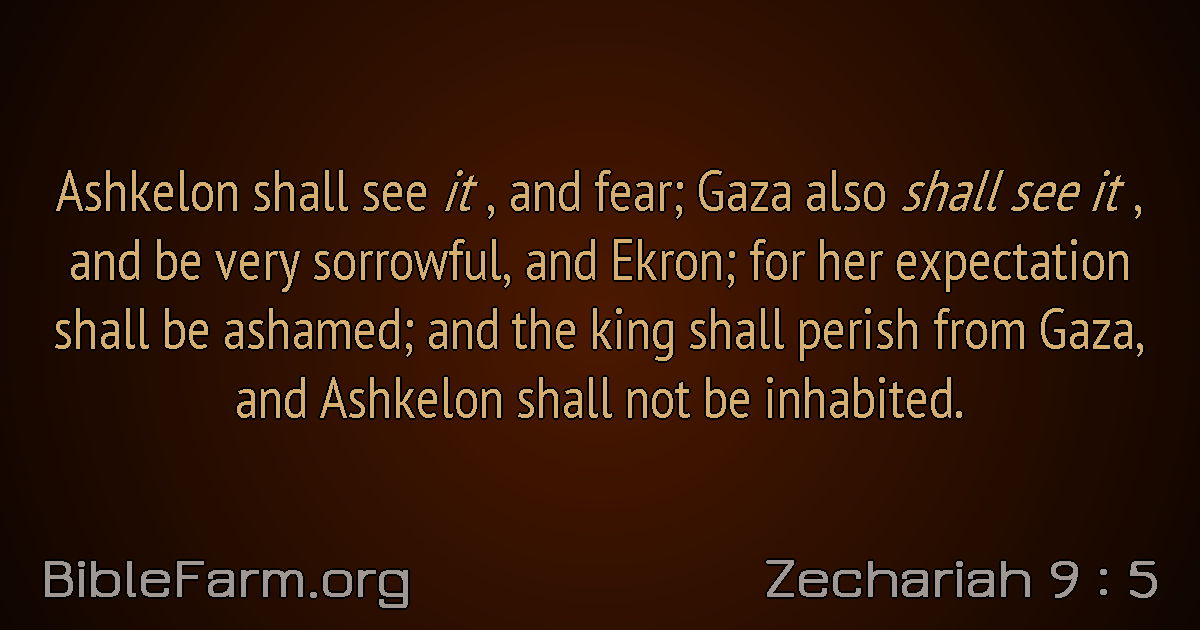 Ashkelon shall see it , and fear; Gaza also shall see it ,
and be very sorrowful, and Ekron; for her expectation
shall be ashamed; and the king shall perish from Gaza,
and Ashkelon shall not be inhabited.
BibleFarm.org
Zechariah 9 : 5